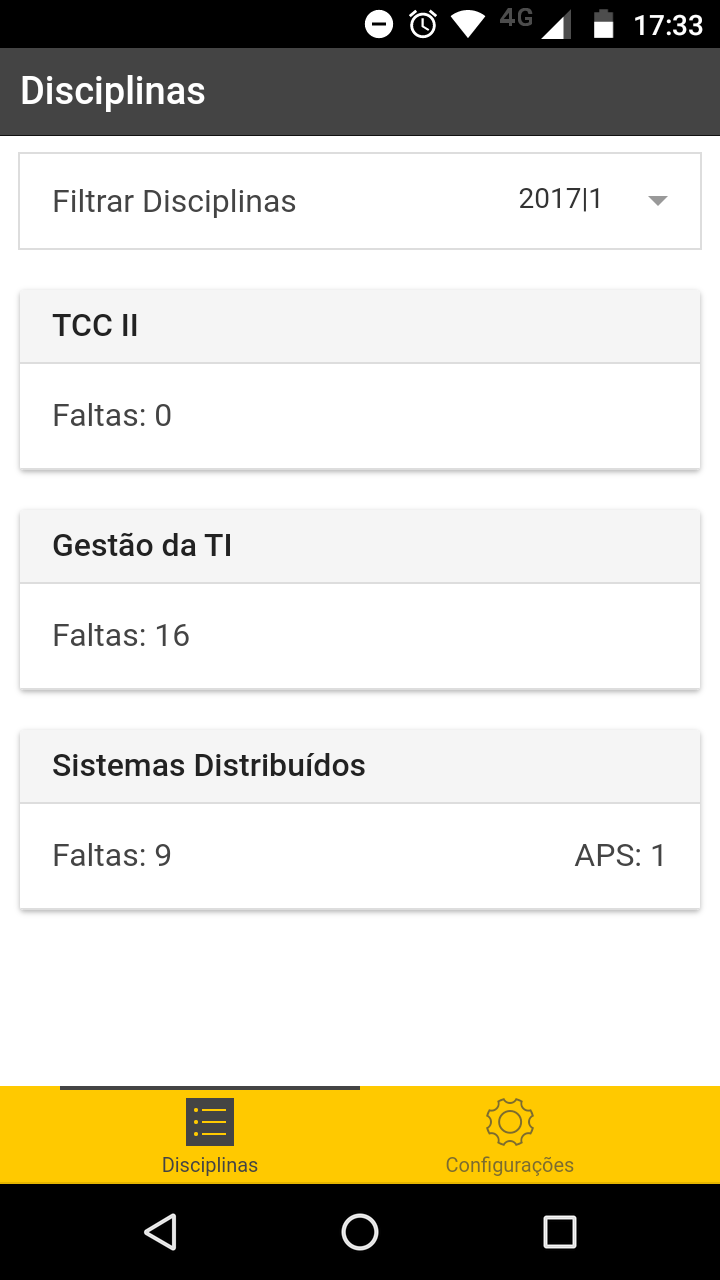 4G 17:33
Disciplinas
Filtrar Disciplinas 2017|1
TCC II
Faltas: 0
Gestão da TI
Faltas: 16
Sistemas Distribuídos
Faltas: 9 APS: 1
Disciplinas Configurações